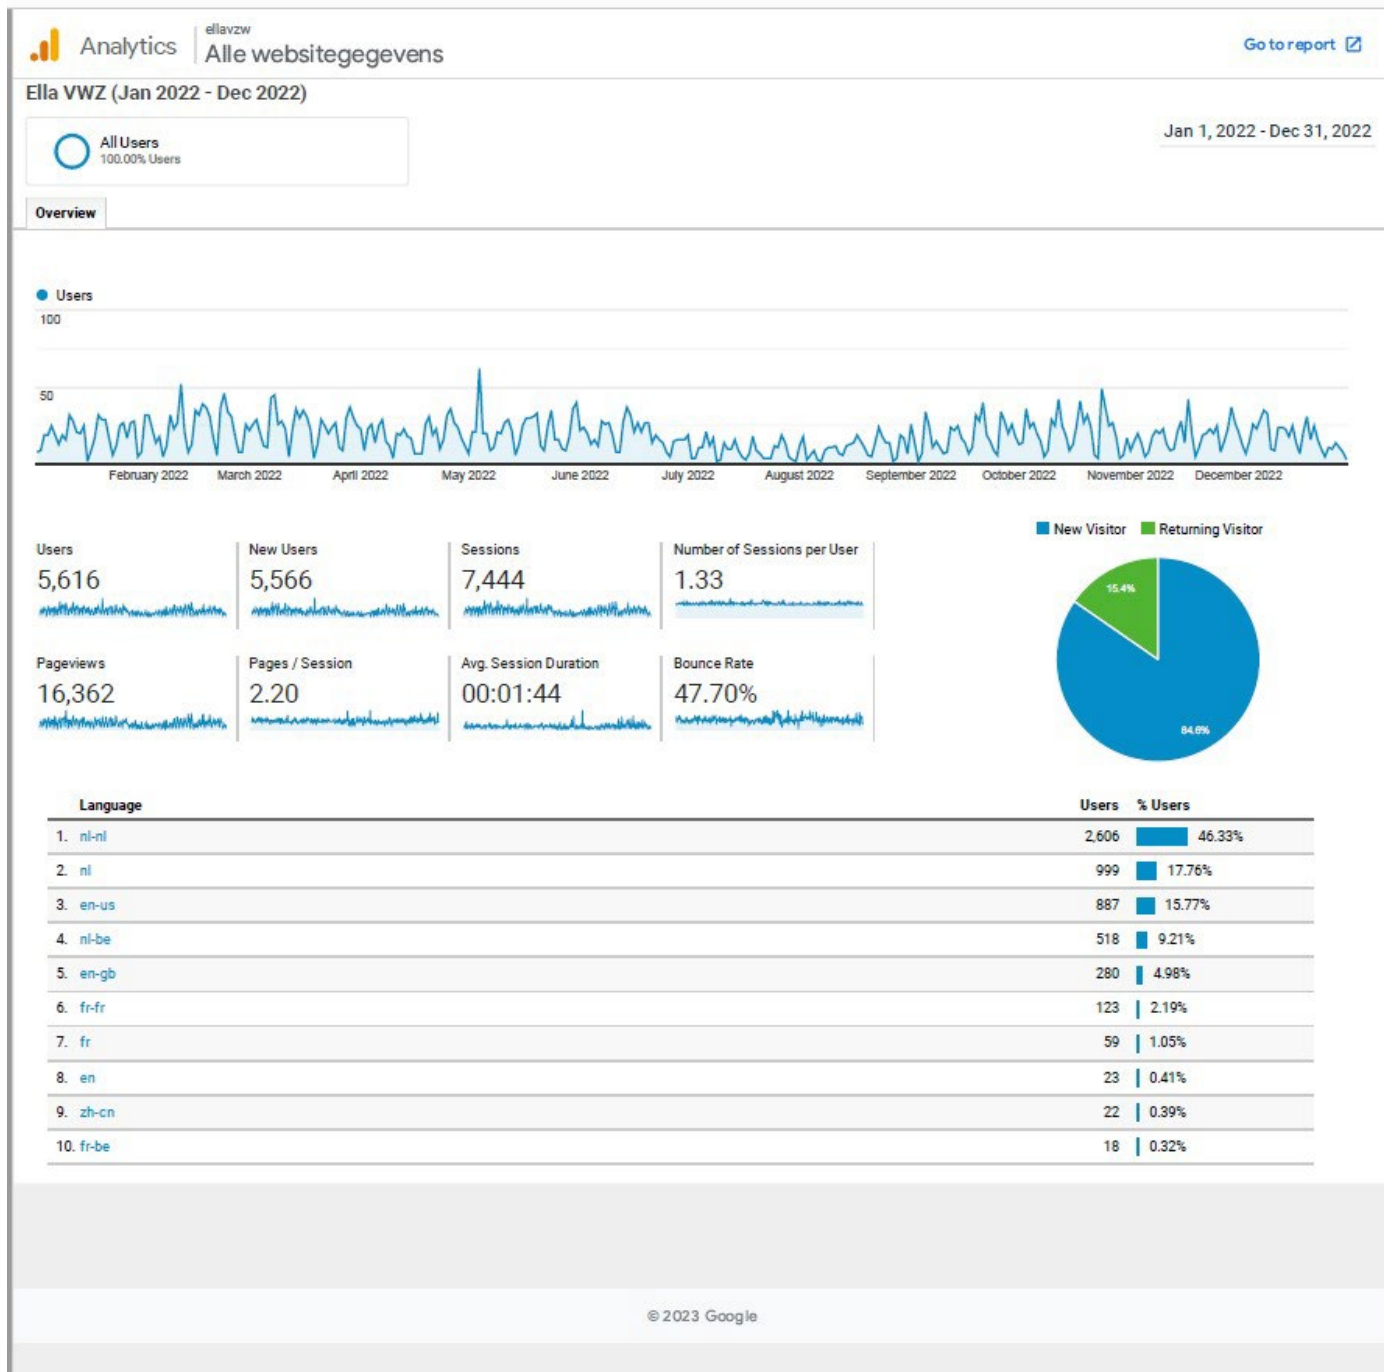 Analytics
ellavzw
Alle websitegegevens
Go to report
Ella VWZ (Jan 2022 - Dec 2022)
All Users
100.00% Users
Jan 1, 2022 - Dec 31, 2022
Overview
Users
100
50
February 2022 March 2022 April 2022 May 2022 June 2022 July 2022 August 2022 September 2022 October 2022 November 2022 December 2022
New Visitor Returning Visitor
15.4%
84.6%
Users New Users Sessions Number of Sessions per User
5,616 5,566 7,444 1.33
Pageviews Pages / Session Avg. Session Duration Bounce Rate
16,362 2.20 00:01:44 47.70%
Language Users % Users
1. nl-nl 2,606 46.33%
2. nl 999 17.76%
3. en-us 887 15.77%
4. nl-be 518 9.21%
5. en-gb 280 4.98%
6. fr-fr 123 2.19%
7. fr 59 1.05%
8. en 23 0.41%
9. zh-cn 22 0.39%
10. fr-be 18 0.32%
© 2023 Google